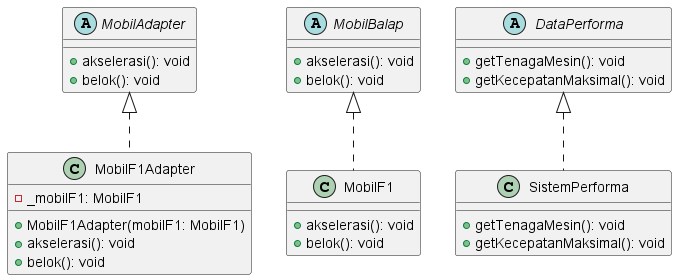 A MobilAdapter
akselerasi(): void
belok(): void
A MobilBalap
akselerasi(): void
belok(): void
A DataPerforma
getTenagaMesin(): void
getKecepatanMaksimal(): void
C MobilF1Adapter
_mobilF1: MobilF1
MobilF1Adapter(mobilF1: MobilF1)
akselerasi(): void
belok(): void
C MobilF1
akselerasi(): void
belok(): void
C SistemPerforma
getTenagaMesin(): void
getKecepatanMaksimal(): void